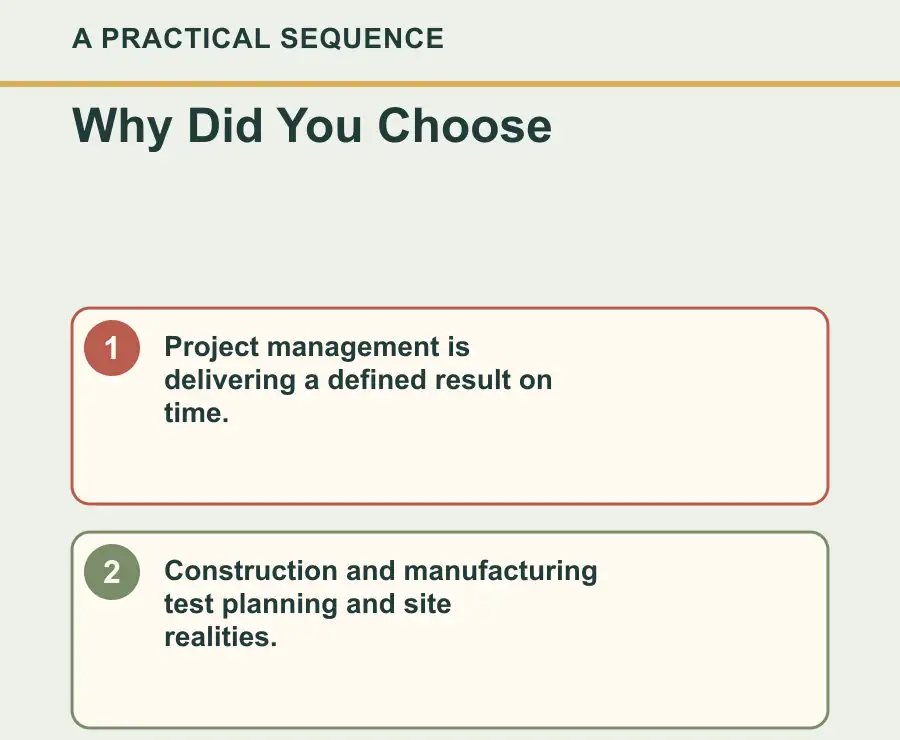 A PRACTICAL SEQUENCE
Why Did You Choose
1
Project management is
delivering a defined result on
time.
2
Construction and manufacturing
test planning and site
realities.